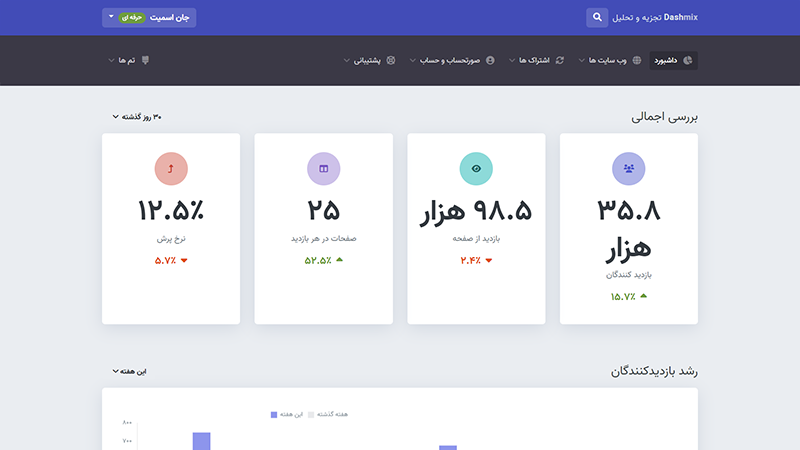 Dashmix تجزیه و تحلیل
جان اسمیت حرفه ای
داشبورد
وب سایت ها
اشتراک ها
صورتحساب و حساب
پشتیبانی
تم ها
بررسی اجمالی
۳۰ روز گذشته
۳۵.۸
هزار
بازدید کنندگان
۱۵.۷٪
۹۸.۵ هزار
بازدید از صفحه
۲.۴٪
۲۵
صفحات در هر بازدید
۵۲.۵٪
۱۲.۵٪
نرخ پرش
۵.۷٪
رشد بازدیدکنندگان
این هفته
هفته گذشته
این هفته
۸۰۰
۷۰۰